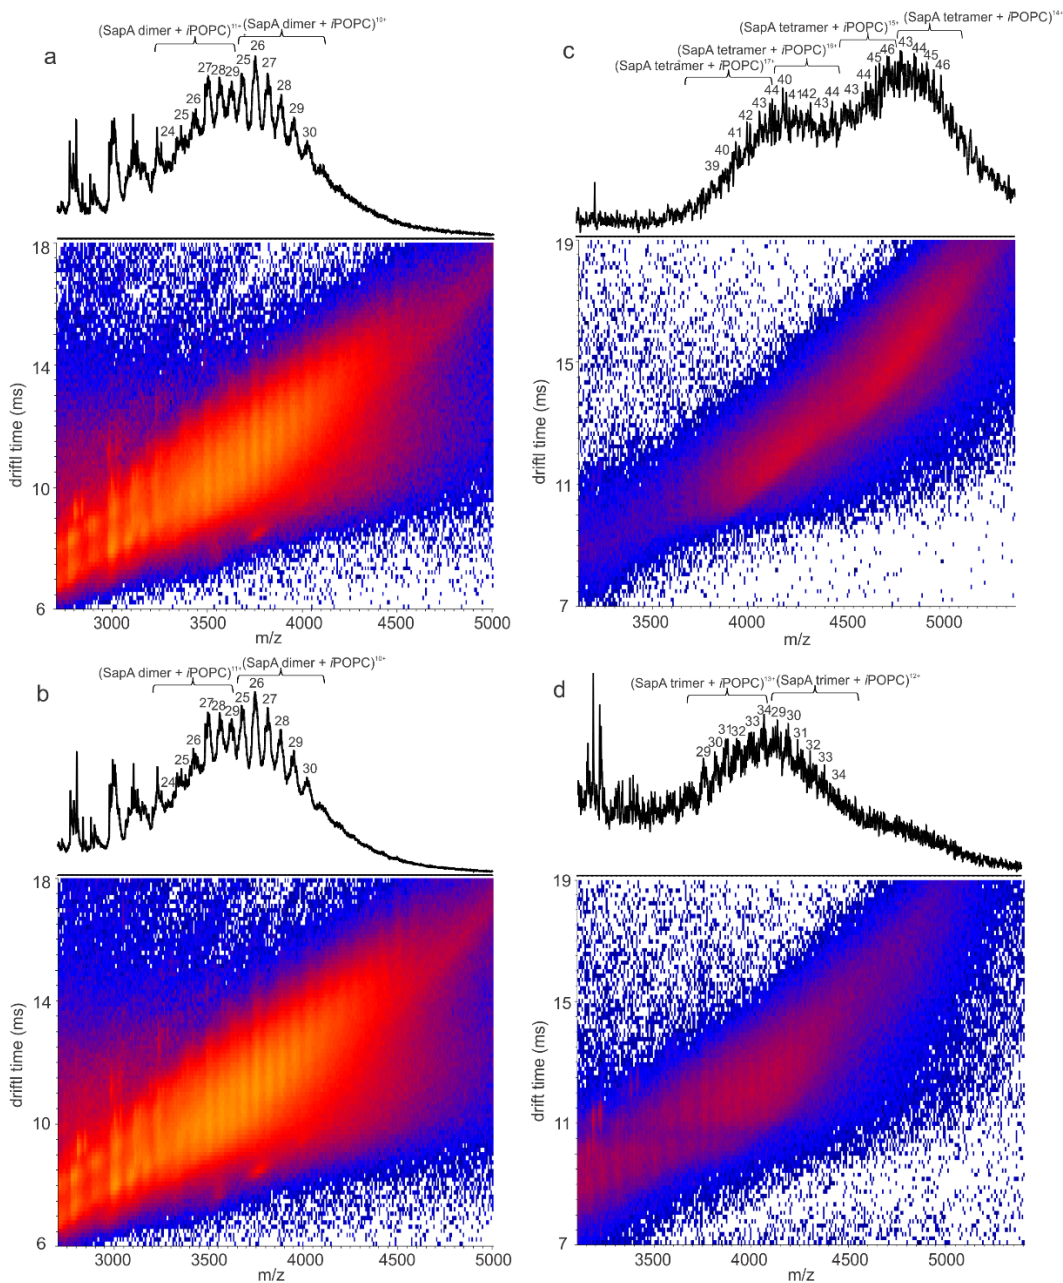 a
(SapA dimer + iPOPC)¹¹⁺
(SapA dimer + iPOPC)¹⁰⁺
24 25 26 27 28 29 25 26 27 28 29 30
18
14
10
6
driftl time (ms)
3000 3500 4000 4500 5000
m/z
c
(SapA tetramer + iPOPC)¹⁴⁺
(SapA tetramer + iPOPC)¹⁵⁺
(SapA tetramer + iPOPC)¹⁶⁺
(SapA tetramer + iPOPC)¹⁷⁺
39 40 41 42 43 44 40 41 42 43 44 43 44 45 46 43 44 44 45 46
19
15
11
7
driftl time (ms)
3500 4000 4500 5000
m/z
b
(SapA dimer + iPOPC)¹¹⁺
(SapA dimer + iPOPC)¹⁰⁺
24 25 26 27 28 29 25 26 27 28 29 30
18
14
10
6
driftl time (ms)
3000 3500 4000 4500 5000
m/z
d
(SapA trimer + iPOPC)¹³⁺
(SapA trimer + iPOPC)¹²⁺
29 30 31 32 33 34 29 30 31 32 33 34
19
15
11
7
drift time (ms)
3500 4000 4500 5000
m/z